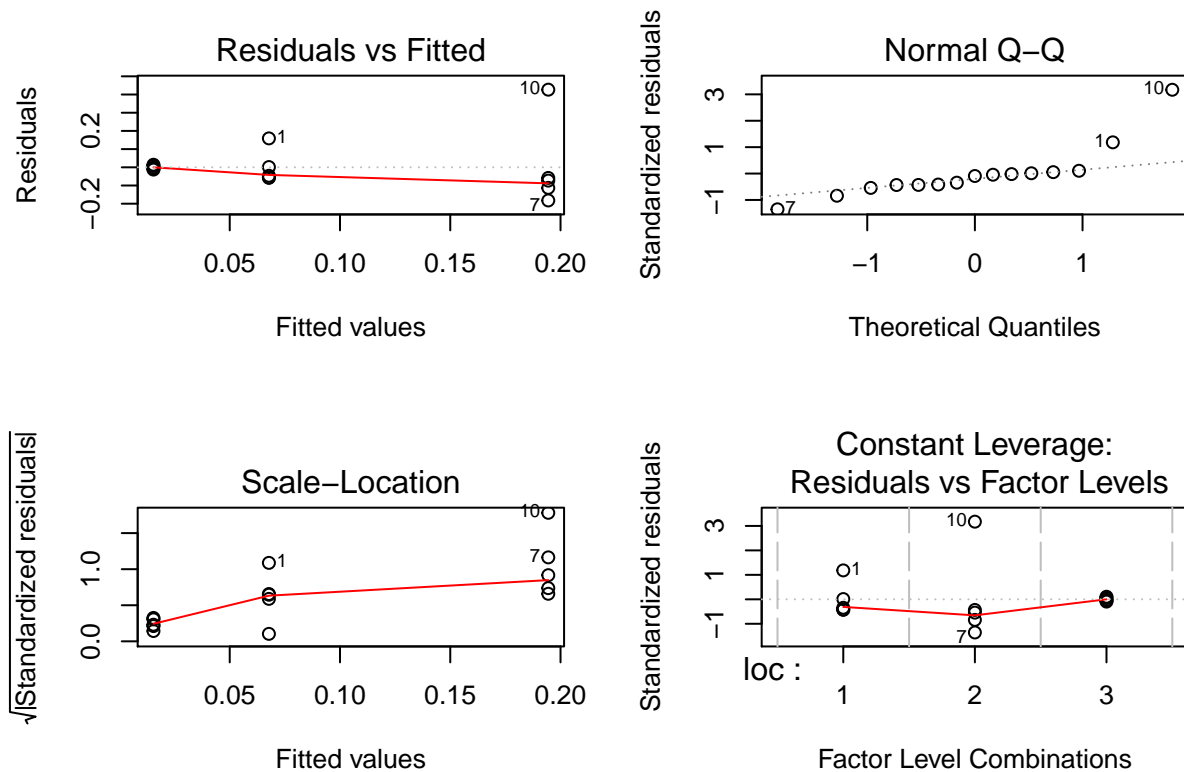 Residuals vs Fitted
Residuals
0.2
−0.2
10
1
7
0.05
0.10
0.15
0.20
Fitted values
Normal Q−Q
Standardized residuals
3
1
−1
10
1
7
−1
0
1
Theoretical Quantiles
Scale−Location
√|Standardized residuals|
1.0
0.0
10
7
1
0.05
0.10
0.15
0.20
Fitted values
Constant Leverage:
Residuals vs Factor Levels
Standardized residuals
3
1
−1
10
1
7
loc :
1
2
3
Factor Level Combinations